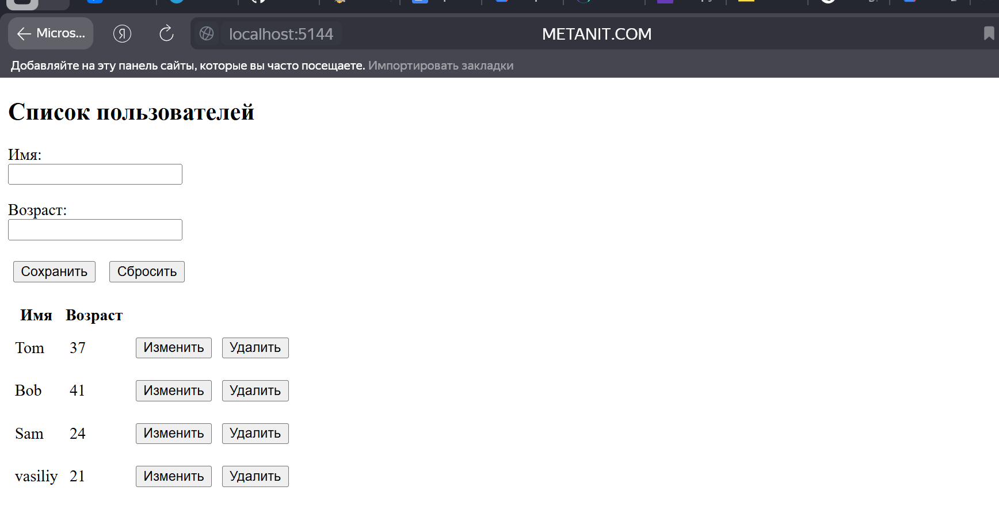 Micros... Я localhost:5144 METANIT.COM
Добавляйте на эту панель сайты, которые вы часто посещаете. Импортировать закладки
Список пользователей
Имя:
Возраст:
Сохранить Сбросить
Имя Возраст
Tom 37 Изменить Удалить
Bob 41 Изменить Удалить
Sam 24 Изменить Удалить
vasiliy 21 Изменить Удалить